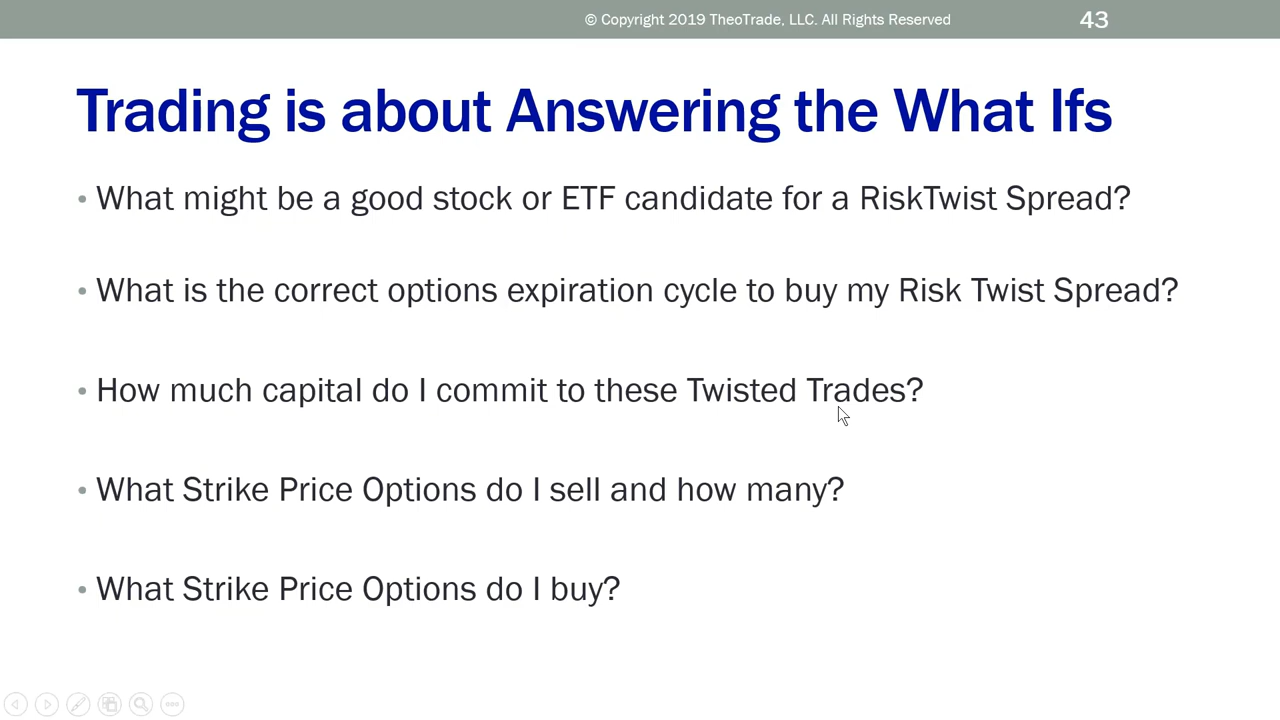 © Copyright 2019 TheoTrade, LLC. All Rights Reserved 43
Trading is about Answering the What Ifs
• What might be a good stock or ETF candidate for a RiskTwist Spread?
• What is the correct options expiration cycle to buy my Risk Twist Spread?
• How much capital do I commit to these Twisted Trades?
• What Strike Price Options do I sell and how many?
• What Strike Price Options do I buy?